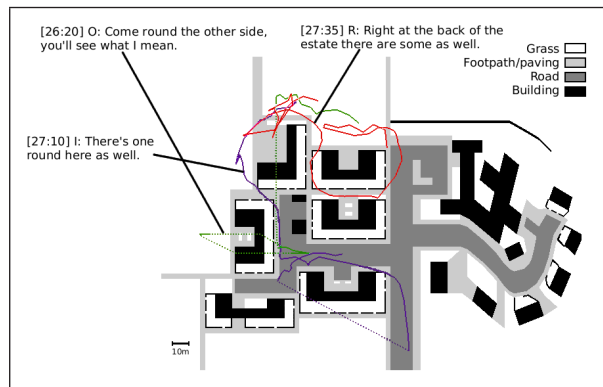 [26:20] O: Come round the other side,
you'll see what I mean.
[27:35] R: Right at the back of the
estate there are some as well.
Grass
Footpath/paving
Road
Building
[27:10] I: There's one
round here as well.
10m